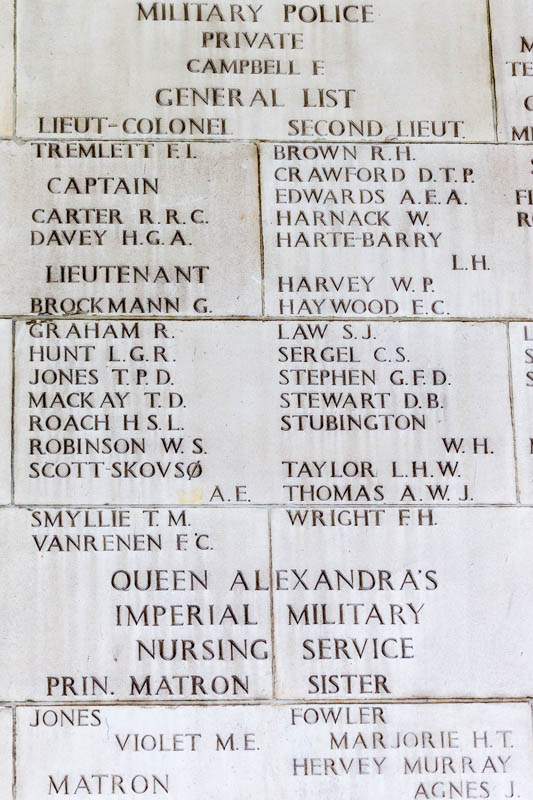 MILITARY POLICE
PRIVATE
CAMPBELL F.
GENERAL LIST
LIEUT-COLONEL
TREMLETT F. I.
CAPTAIN
CARTER R. R. C.
DAVEY H. G. A.
LIEUTENANT
BROCKMANN G.
GRAHAM R.
HUNT L. G. R.
JONES T. P. D.
MACKAY T. D.
ROACH H S. L.
ROBINSON W. S.
SCOTT-SKOVSØ
A. E.
SMYLLIE T. M.
VANRENEN F. C.
SECOND LIEUT.
BROWN R. H.
CRAWFORD D. T. P.
EDWARDS A. E. A.
HARNACK W.
HARTE-BARRY
L. H.
HARVEY W. P.
HAYWOOD E. C.
LAW S. J.
SERGEL C. S.
STEPHEN G. F. D.
STEWART D. B.
STUBINGTON
W. H.
TAYLOR L. H. W.
THOMAS A. W. J.
WRIGHT F. H.
QUEEN ALEXANDRA'S
IMPERIAL MILITARY
NURSING SERVICE
PRIN. MATRON
JONES
VIOLET M. E.
MATRON
SISTER
FOWLER
MARJORIE H. T.
HERVEY MURRAY
AGNES J.